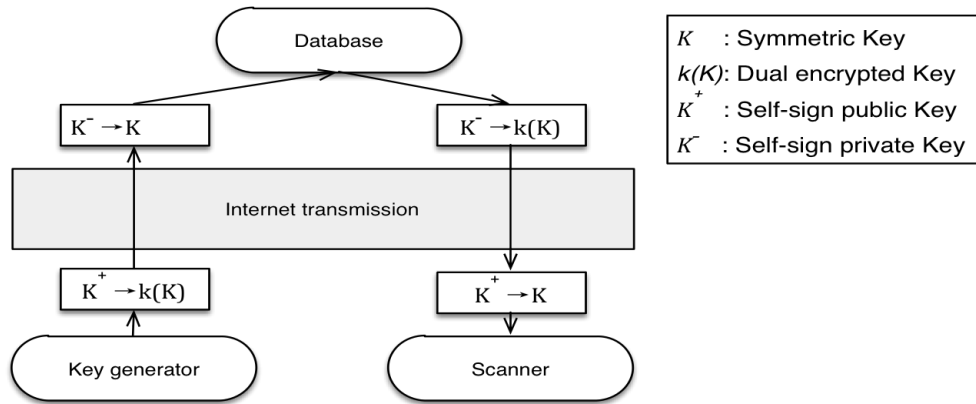 Database
K⁻ → K
K⁻ → k(K)
Internet transmission
K⁺ → k(K)
K⁺ → K
Key generator
Scanner
K : Symmetric Key
k(K): Dual encrypted Key
K⁺ : Self-sign public Key
K⁻ : Self-sign private Key